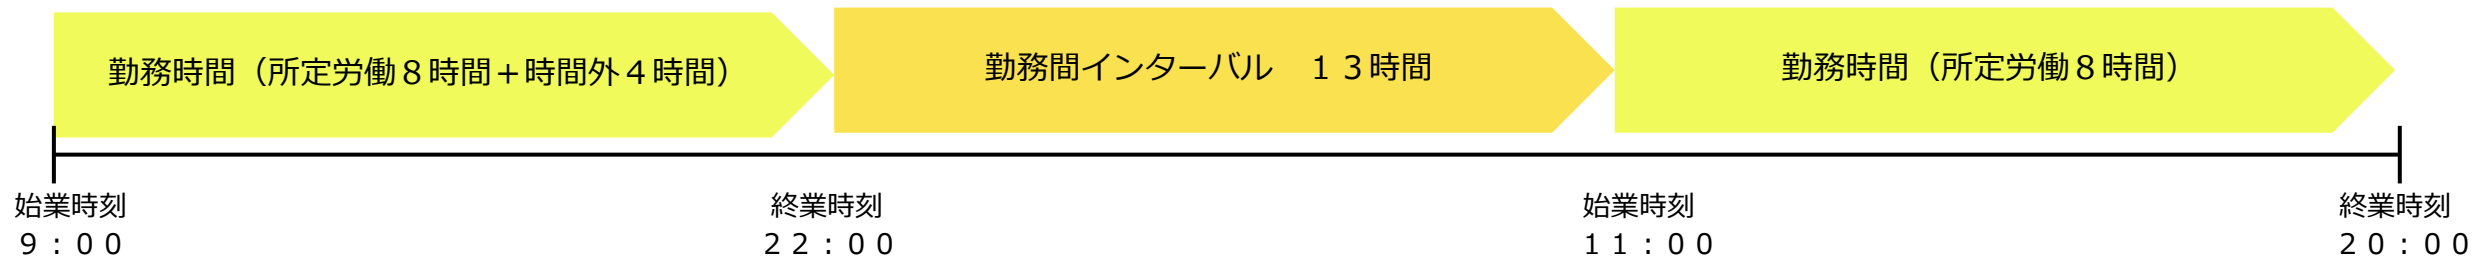 勤務時間（所定労働８時間＋時間外４時間）
勤務間インターバル　１３時間
勤務時間（所定労働８時間）
始業時刻
９：００
終業時刻
２２：００
始業時刻
１１：００
終業時刻
２０：００